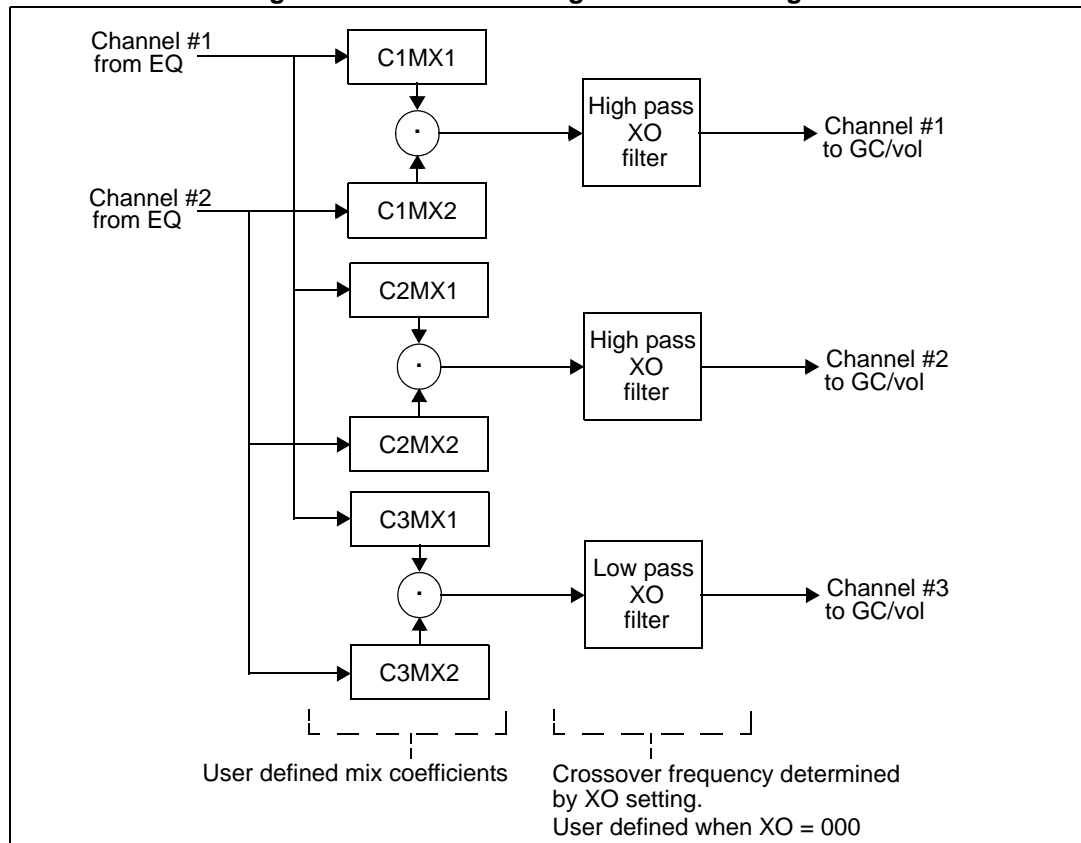 Channel #1
from EQ
C1MX1
High pass
XO
filter
Channel #1
to GC/vol
Channel #2
from EQ
C1MX2
C2MX1
High pass
XO
filter
Channel #2
to GC/vol
C2MX2
C3MX1
Low pass
XO
filter
Channel #3
to GC/vol
C3MX2
User defined mix coefficients
Crossover frequency determined
by XO setting.
User defined when XO = 000